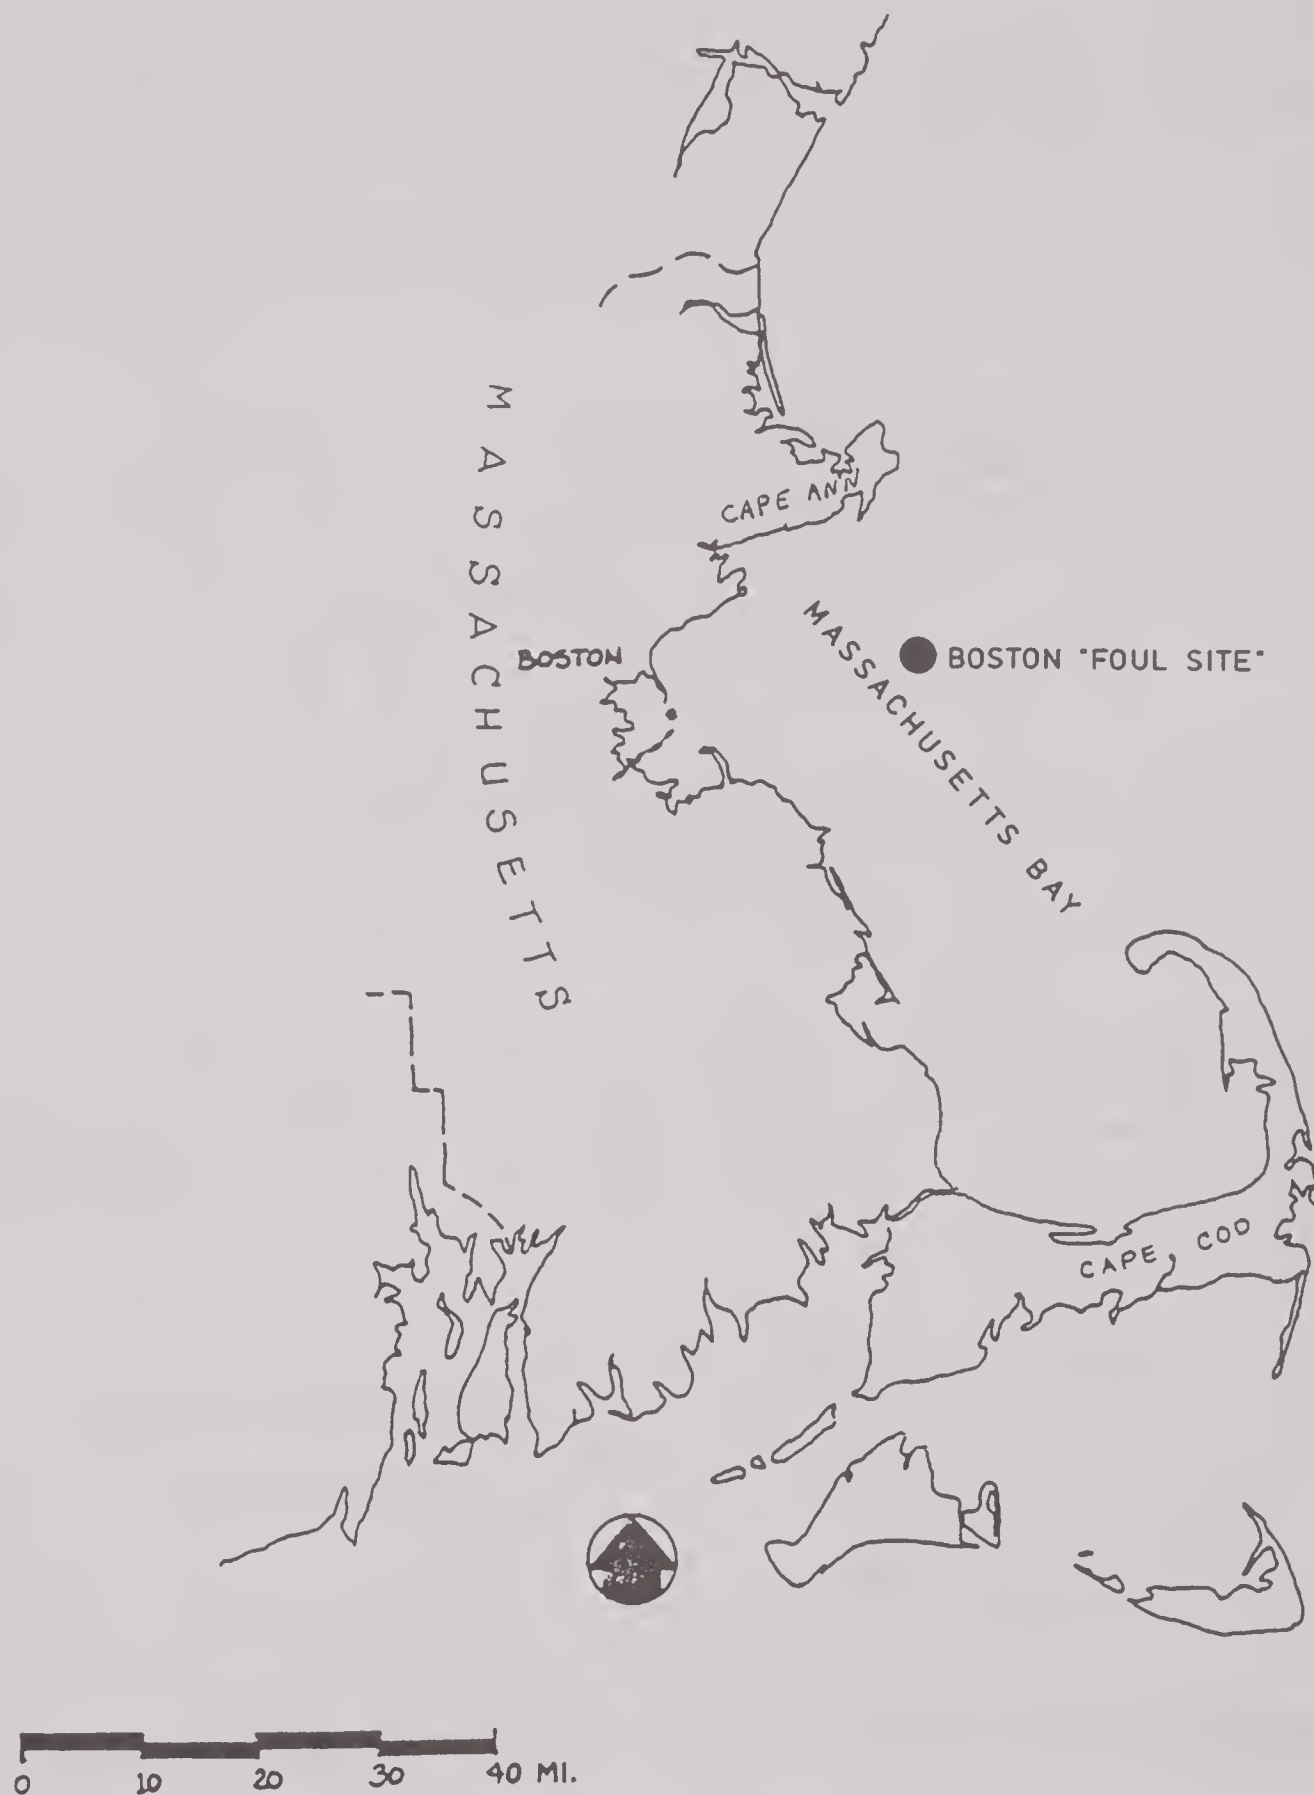 MASSACHUSETTS
CAPE ANN
BOSTON
MASSACHUSETTS BAY
BOSTON "FOUL SITE"
CAPE COD
0 10 20 30 40 MI.